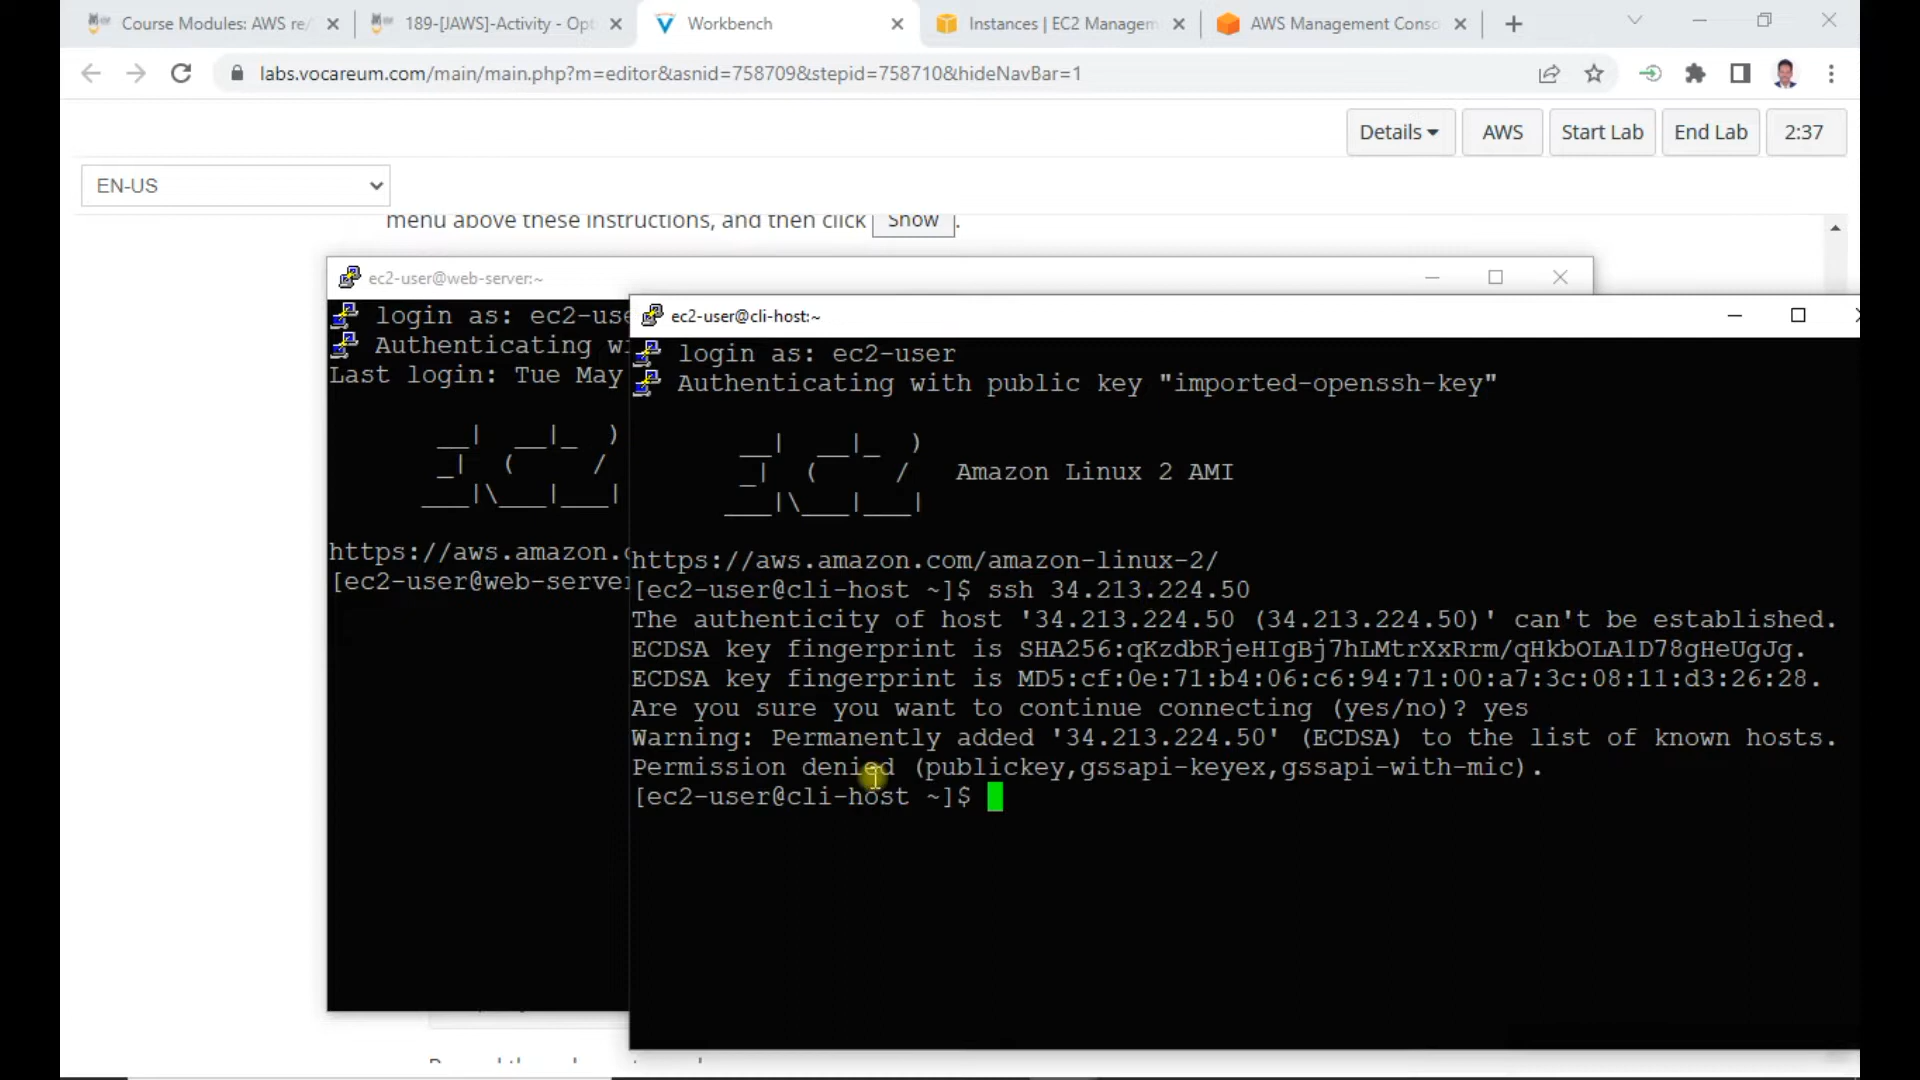 Course Modules: AWS re/
189-[JAWS]-Activity - Opt
Workbench
Instances | EC2 Managem
AWS Management Conso
labs.vocareum.com/main/main.php?m=editor&asnid=758709&stepid=758710&hideNavBar=1
Details
AWS
Start Lab
End Lab
2:37
EN-US
menu above these instructions, and then click Show .
ec2-user@web-server:~
login as: ec2-use
Authenticating wi
Last login: Tue May
https://aws.amazon.c
[ec2-user@web-server
ec2-user@cli-host:~
login as: ec2-user
Authenticating with public key "imported-openssh-key"
__| __|_ )
_| ( / Amazon Linux 2 AMI
___|\___|___|
https://aws.amazon.com/amazon-linux-2/
[ec2-user@cli-host ~]$ ssh 34.213.224.50
The authenticity of host '34.213.224.50 (34.213.224.50)' can't be established.
ECDSA key fingerprint is SHA256:qKzdbRjeHIgBj7hLMtrXxRrm/qHkbOLA1D78gHeUgJg.
ECDSA key fingerprint is MD5:cf:0e:71:b4:06:c6:94:71:00:a7:3c:08:11:d3:26:28.
Are you sure you want to continue connecting (yes/no)? yes
Warning: Permanently added '34.213.224.50' (ECDSA) to the list of known hosts.
Permission denied (publickey,gssapi-keyex,gssapi-with-mic).
[ec2-user@cli-host ~]$